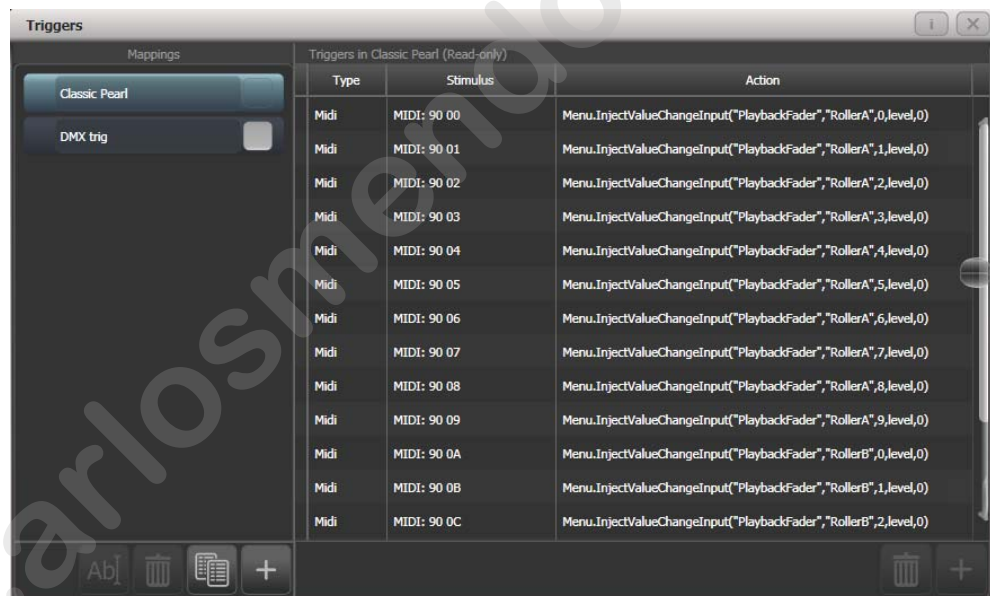 Triggers
i
Mappings
Triggers in Classic Pearl (Read-only)
Classic Pearl
DMX trig
Type Stimulus Action
Midi MIDI: 90 00 Menu.InjectValueChangeInput("PlaybackFader","RollerA",0,level,0)
Midi MIDI: 90 01 Menu.InjectValueChangeInput("PlaybackFader","RollerA",1,level,0)
Midi MIDI: 90 02 Menu.InjectValueChangeInput("PlaybackFader","RollerA",2,level,0)
Midi MIDI: 90 03 Menu.InjectValueChangeInput("PlaybackFader","RollerA",3,level,0)
Midi MIDI: 90 04 Menu.InjectValueChangeInput("PlaybackFader","RollerA",4,level,0)
Midi MIDI: 90 05 Menu.InjectValueChangeInput("PlaybackFader","RollerA",5,level,0)
Midi MIDI: 90 06 Menu.InjectValueChangeInput("PlaybackFader","RollerA",6,level,0)
Midi MIDI: 90 07 Menu.InjectValueChangeInput("PlaybackFader","RollerA",7,level,0)
Midi MIDI: 90 08 Menu.InjectValueChangeInput("PlaybackFader","RollerA",8,level,0)
Midi MIDI: 90 09 Menu.InjectValueChangeInput("PlaybackFader","RollerA",9,level,0)
Midi MIDI: 90 0A Menu.InjectValueChangeInput("PlaybackFader","RollerB",0,level,0)
Midi MIDI: 90 0B Menu.InjectValueChangeInput("PlaybackFader","RollerB",1,level,0)
Midi MIDI: 90 0C Menu.InjectValueChangeInput("PlaybackFader","RollerB",2,level,0)
Ab
arlosmendo